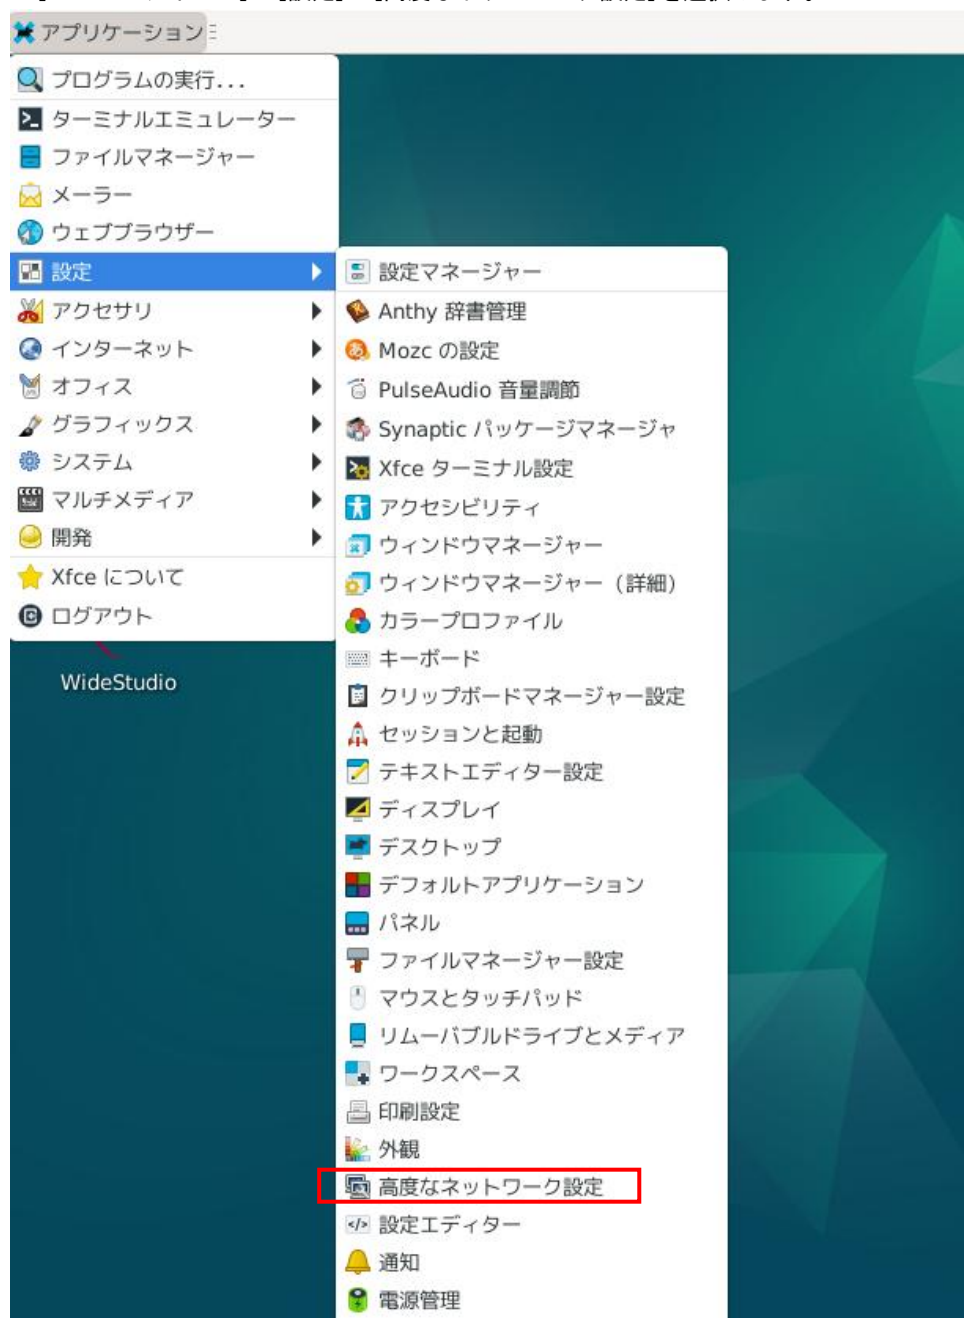 アプリケーション
プログラムの実行...
ターミナルエミュレーター
ファイルマネージャー
メーラー
ウェブブラウザー
設定
アクセサリ
インターネット
オフィス
グラフィックス
システム
マルチメディア
開発
Xfce について
ログアウト
WideStudio
設定マネージャー
Anthy 辞書管理
Mozc の設定
PulseAudio 音量調節
Synaptic パッケージマネージャ
Xfce ターミナル設定
アクセシビリティ
ウィンドウマネージャー
ウィンドウマネージャー (詳細)
カラープロファイル
キーボード
クリップボードマネージャー設定
セッションと起動
テキストエディター設定
ディスプレイ
デスクトップ
デフォルトアプリケーション
パネル
ファイルマネージャー設定
マウスとタッチパッド
リムーバブルドライブとメディア
ワークスペース
印刷設定
外観
高度なネットワーク設定
設定エディター
通知
電源管理